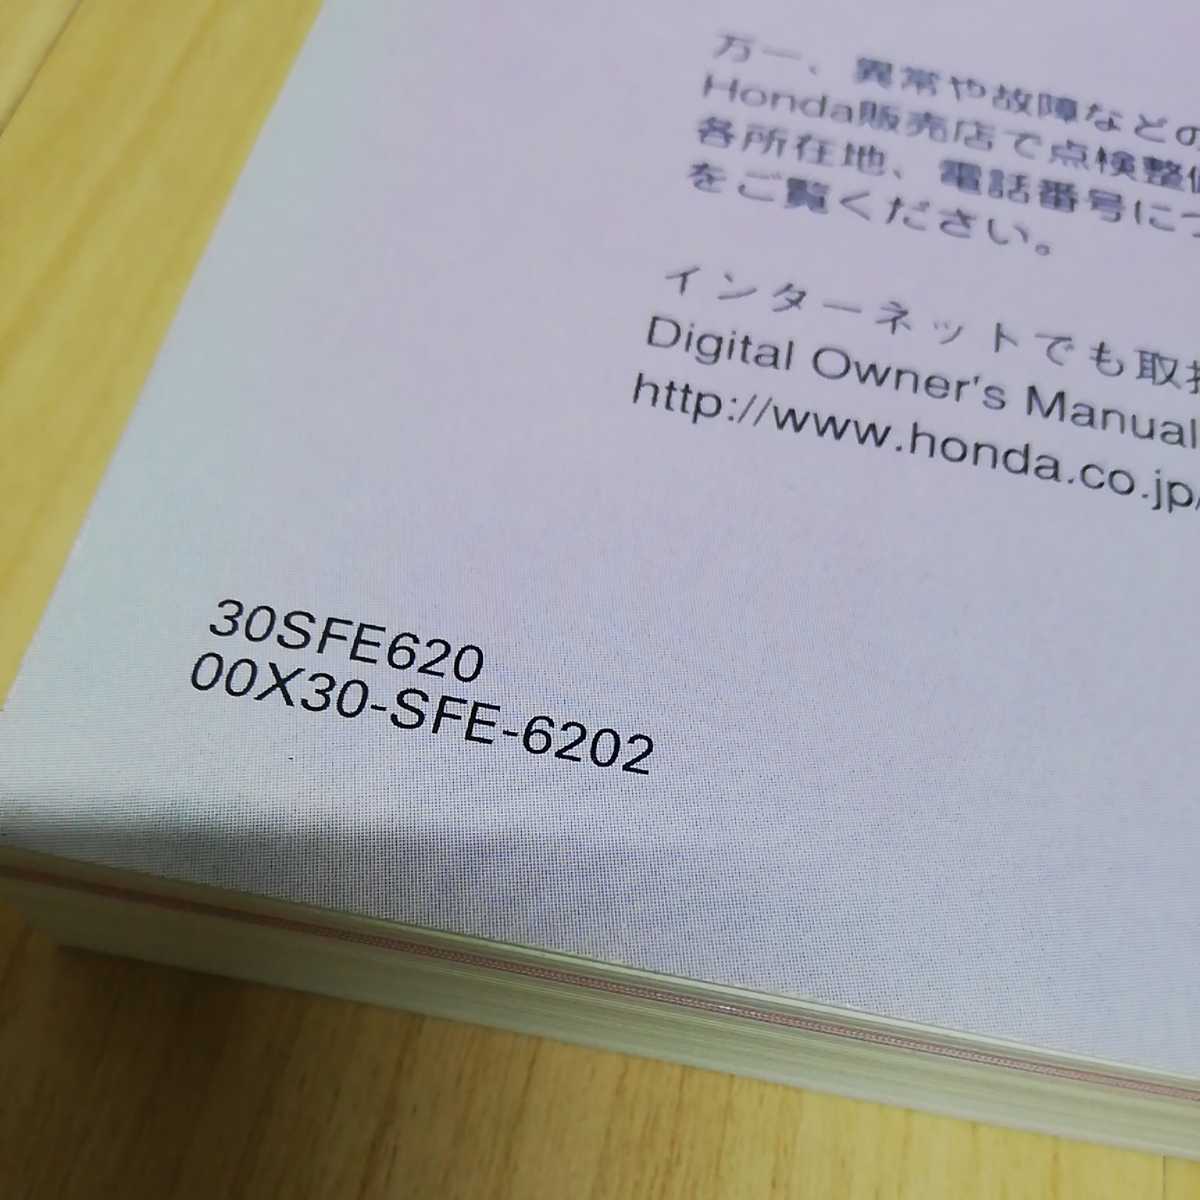 万一、異常や故障などの
Honda販売店で点検整備
各所在地、電話番号につ
をご覧ください。
インターネットでも取扱
Digital Owner's Manual
http://www.honda.co.jp/
30SFE620
00X30-SFE-6202